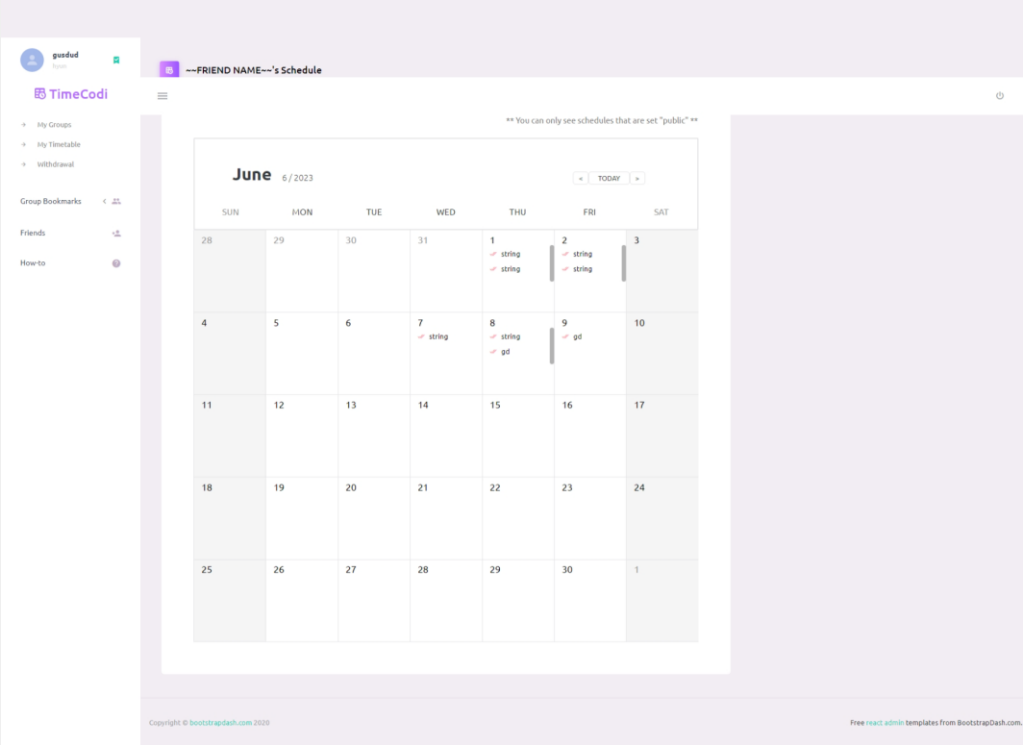 gusdud
~~FRIEND NAME~~'s Schedule
TimeCodi
My Groups
My Timetable
Withdrawal
Group Bookmarks <
Friends
How-to
** You can only see schedules that are set "public" **
June 6 / 2023 < TODAY >
SUN MON TUE WED THU FRI SAT
28 29 30 31 1 2 3
string string
string string
4 5 6 7 8 9 10
string string gd
gd
11 12 13 14 15 16 17
18 19 20 21 22 23 24
25 26 27 28 29 30 1
Copyright © bootstrapdash.com 2020
Free react admin templates from BootstrapDash.com.